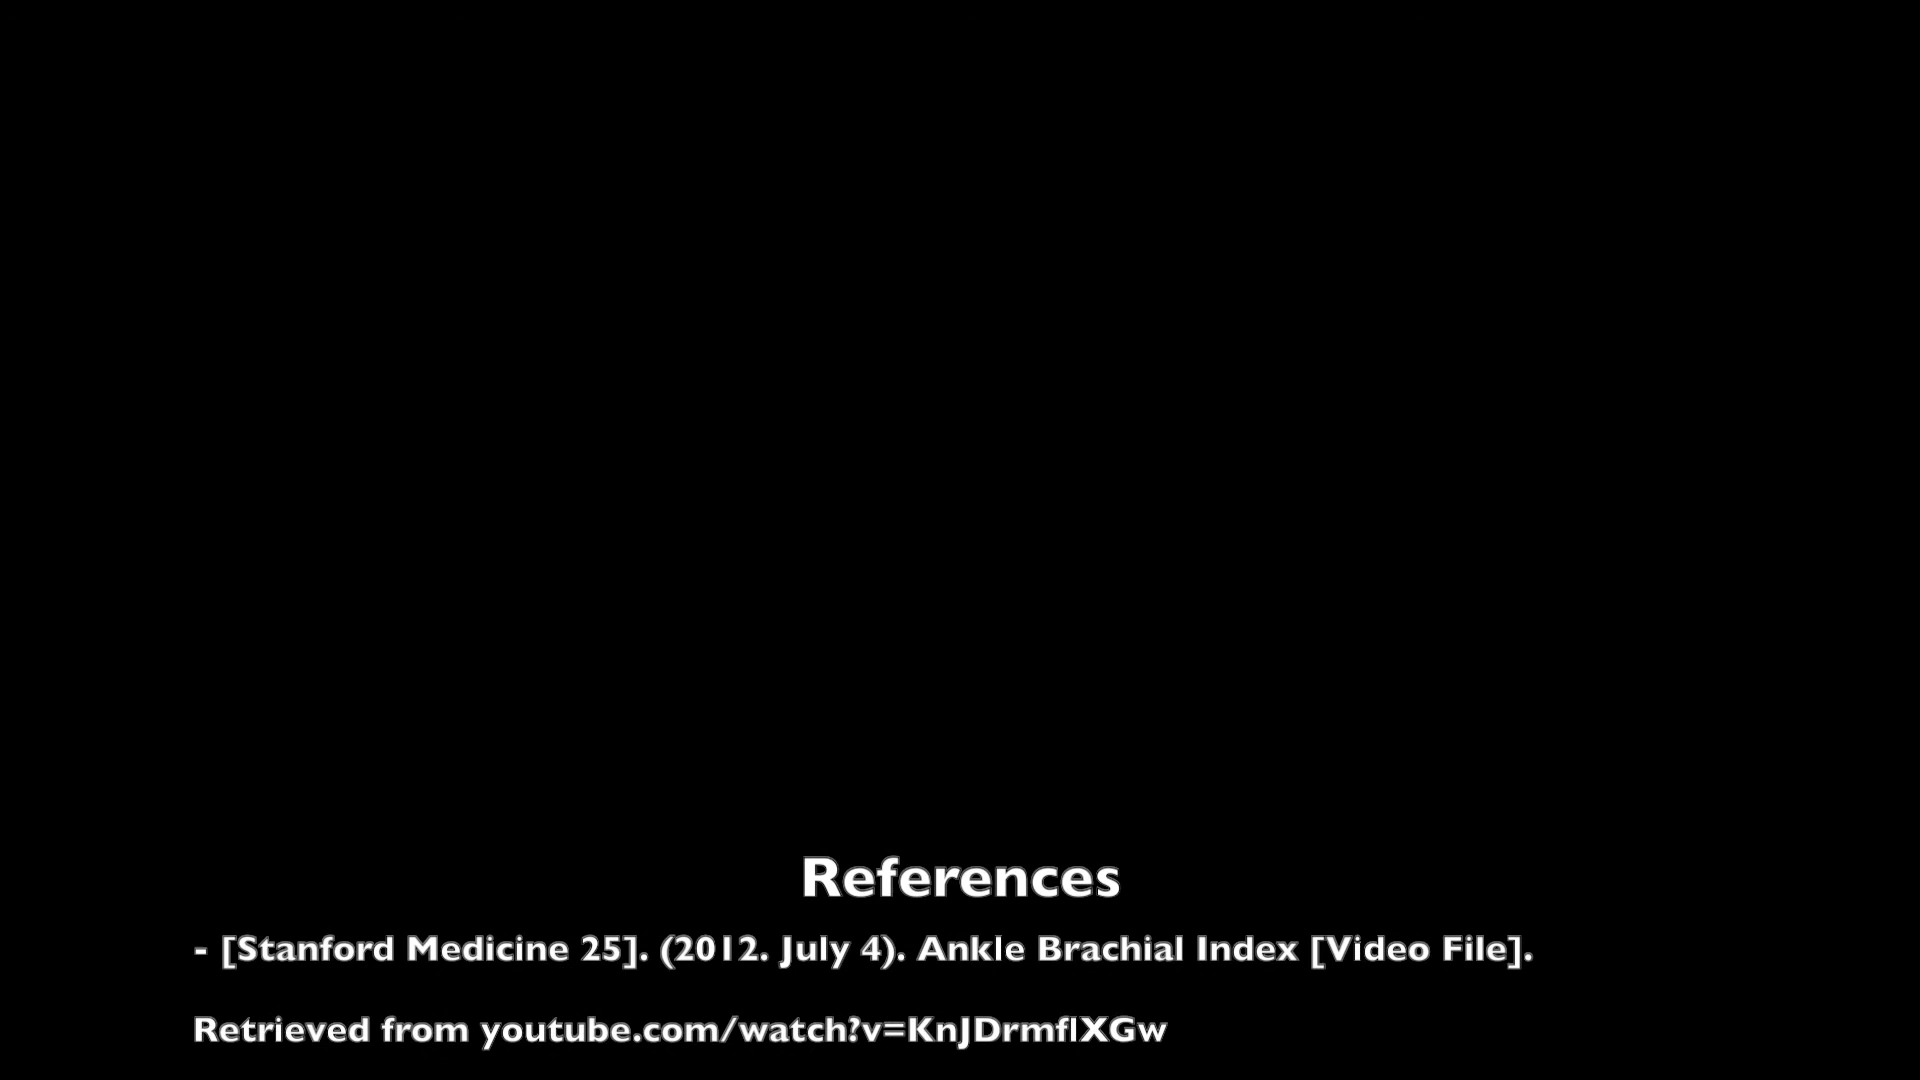 References
- [Stanford Medicine 25]. (2012. July 4). Ankle Brachial Index [Video File].
Retrieved from youtube.com/watch?v=KnJDrmflXGw